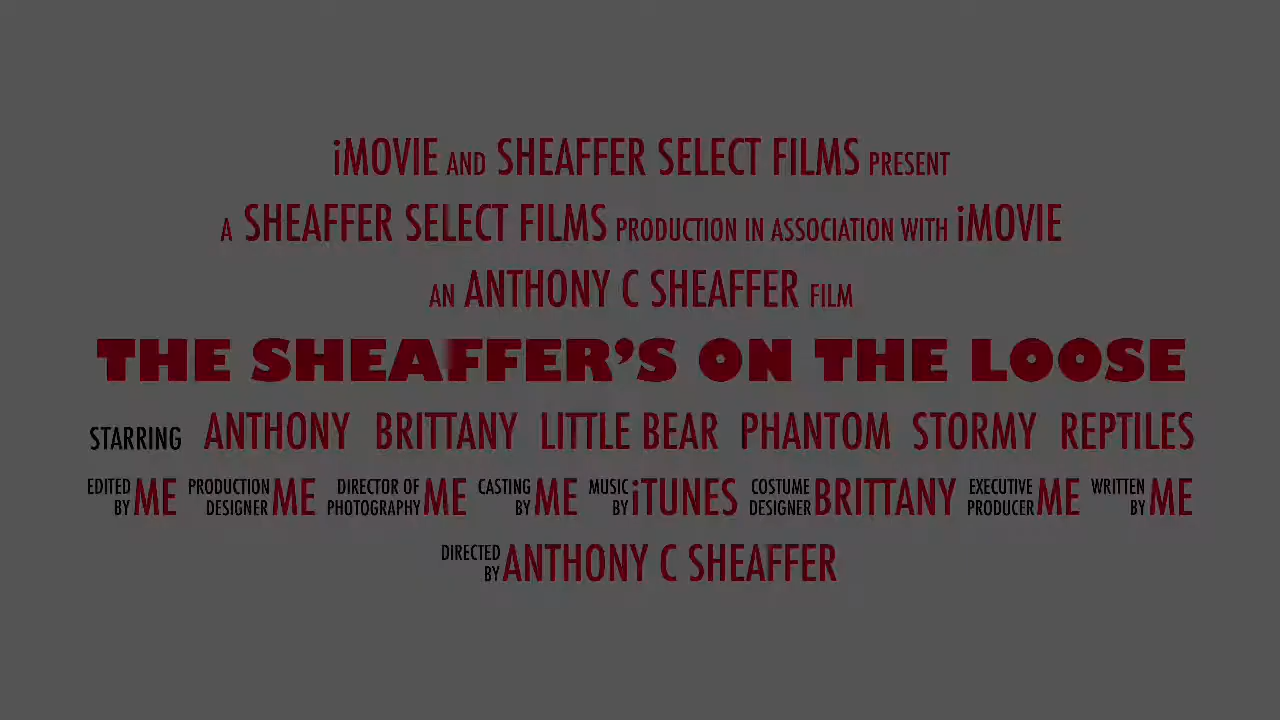 iMOVIE AND SHEAFFER SELECT FILMS PRESENT
A SHEAFFER SELECT FILMS PRODUCTION IN ASSOCIATION WITH iMOVIE
AN ANTHONY C SHEAFFER FILM
THE SHEAFFER'S ON THE LOOSE
STARRING ANTHONY BRITTANY LITTLE BEAR PHANTOM STORMY REPTILES
EDITED BY ME PRODUCTION DESIGNER ME DIRECTOR OF PHOTOGRAPHY ME CASTING BY ME MUSIC BY iTUNES COSTUME DESIGNER BRITTANY EXECUTIVE PRODUCER ME WRITTEN BY ME
DIRECTED BY ANTHONY C SHEAFFER